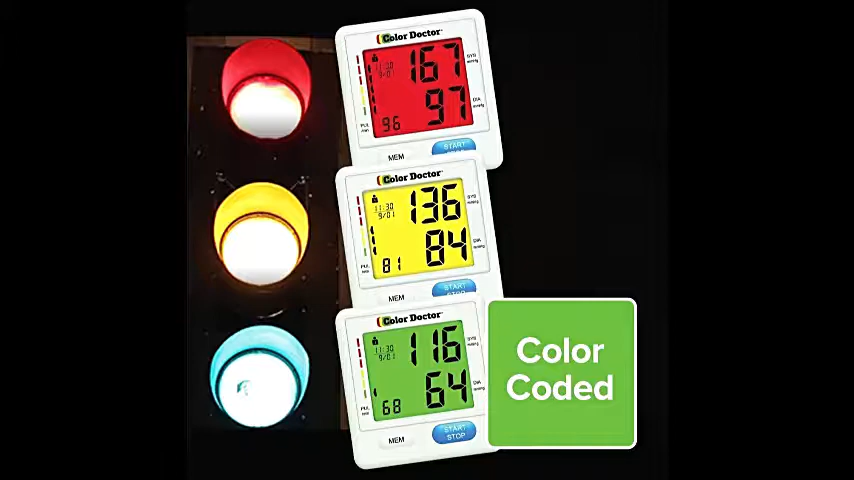 Color Doctor
11:30
9/01
167
SYS
mmHg
97
DIA
mmHg
PUL
/min
96
MEM
START
Color Doctor
11:30
9/01
136
SYS
mmHg
84
DIA
mmHg
PUL
/min
81
MEM
START
STOP
Color Doctor
11:30
9/01
116
SYS
mmHg
64
DIA
mmHg
PUL
/min
68
MEM
START
STOP
Color
Coded